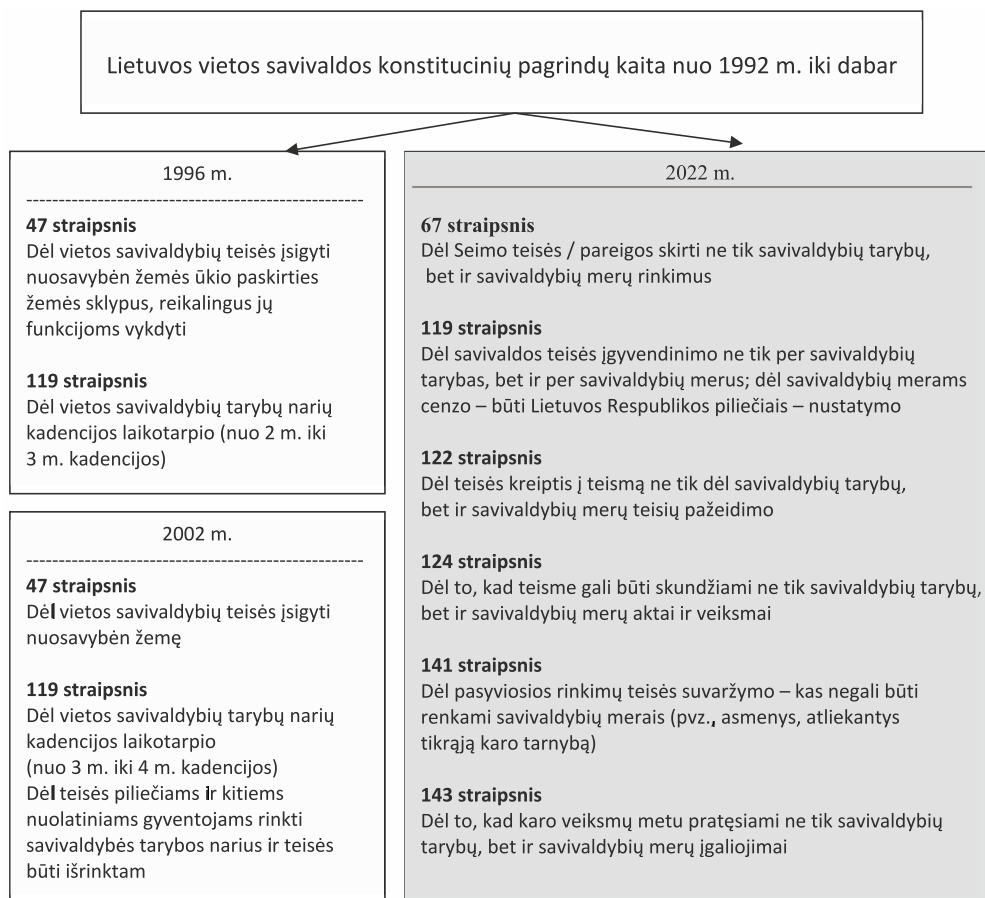 Lietuvos vietos savivaldos konstitucinių pagrindų kaita nuo 1992 m. iki dabar
1996 m.
47 straipsnis
Dėl vietos savivaldybių teisės įsigyti
nuosavybėn žemės ūkio paskirties
žemės sklypus, reikalingus jų
funkcijoms vykdyti
119 straipsnis
Dėl vietos savivaldybių tarybų narių
kadencijos laikotarpio (nuo 2 m. iki
3 m. kadencijos)
2002 m.
47 straipsnis
Dėl vietos savivaldybių teisės įsigyti
nuosavybėn žemę
119 straipsnis
Dėl vietos savivaldybių tarybų narių
kadencijos laikotarpio
(nuo 3 m. iki 4 m. kadencijos)
Dėl teisės piliečiams ir kitiems
nuolatiniams gyventojams rinkti
savivaldybės tarybos narius ir teisės
būti išrinktam
2022 m.
67 straipsnis
Dėl Seimo teisės / pareigos skirti ne tik savivaldybių tarybų,
bet ir savivaldybių merų rinkimus
119 straipsnis
Dėl savivaldos teisės įgyvendinimo ne tik per savivaldybių
tarybas, bet ir per savivaldybių merus; dėl savivaldybių merams
cenzo – būti Lietuvos Respublikos piliečiais – nustatymo
122 straipsnis
Dėl teisės kreiptis į teismą ne tik dėl savivaldybių tarybų,
bet ir savivaldybių merų teisių pažeidimo
124 straipsnis
Dėl to, kad teisme gali būti skundžiami ne tik savivaldybių tarybų,
bet ir savivaldybių merų aktai ir veiksmai
141 straipsnis
Dėl pasyviosios rinkimų teisės suvaržymo – kas negali būti
renkami savivaldybių merais (pvz., asmenys, atliekantys
tikrąją karo tarnybą)
143 straipsnis
Dėl to, kad karo veiksmų metu pratęsiami ne tik savivaldybių
tarybų, bet ir savivaldybių merų įgaliojimai